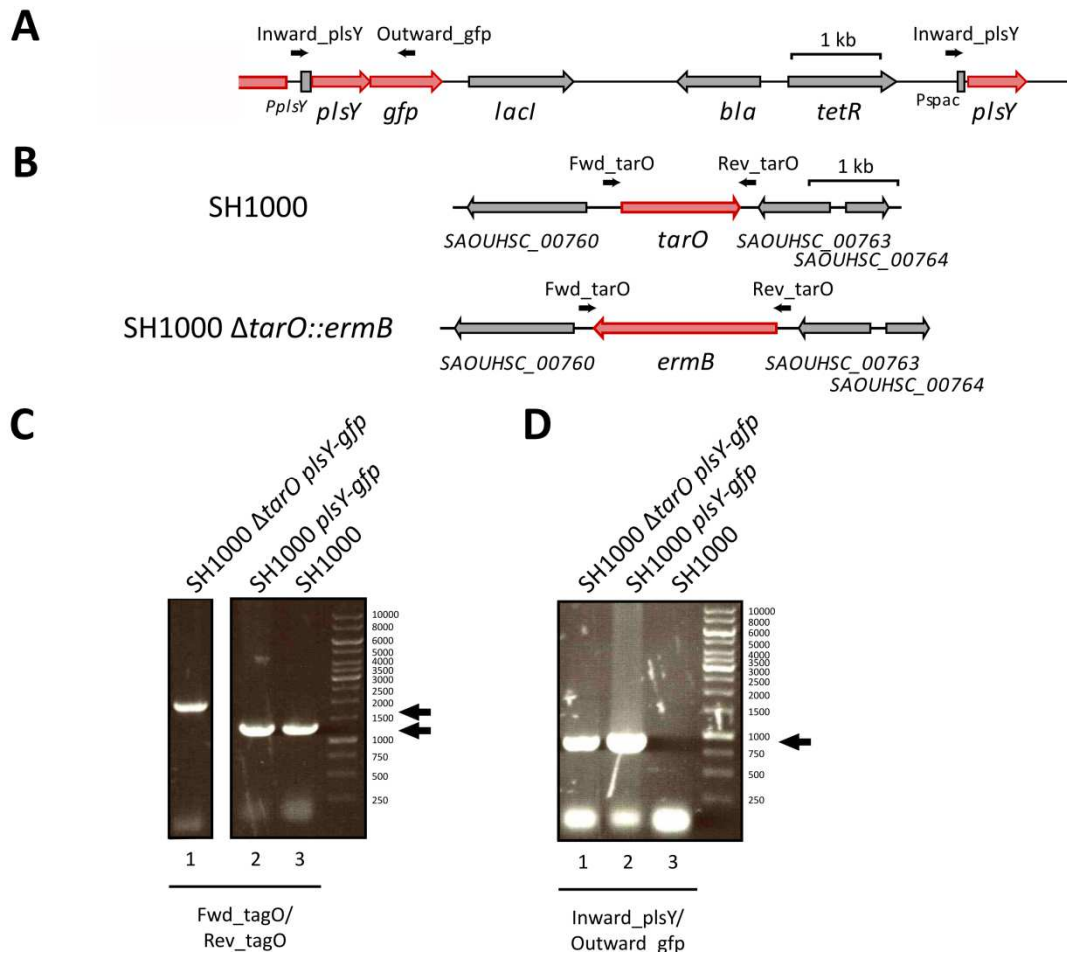 A
Inward_plsY
Outward_gfp
1 kb
Inward_plsY
PplsY
plsY
gfp
lacI
bla
tetR
Pspac
plsY
B
Fwd_tarO
Rev_tarO
1 kb
SH1000
SAOUHSC_00760
tarO
SAOUHSC_00763
SAOUHSC_00764
Fwd_tarO
Rev_tarO
SH1000 ΔtarO::ermB
SAOUHSC_00760
ermB
SAOUHSC_00763
SAOUHSC_00764
C
SH1000 ΔtarO plsY-gfp
SH1000 plsY-gfp
SH1000
10000
8000
6000
5000
4000
3500
3000
2500
2000
1500
1000
750
500
250
1
2
3
Fwd_tagO/
Rev_tagO
D
SH1000 ΔtarO plsY-gfp
SH1000 plsY-gfp
SH1000
10000
8000
6000
5000
4000
3500
3000
2500
2000
1500
1000
750
500
250
1
2
3
Inward_plsY/
Outward_gfp